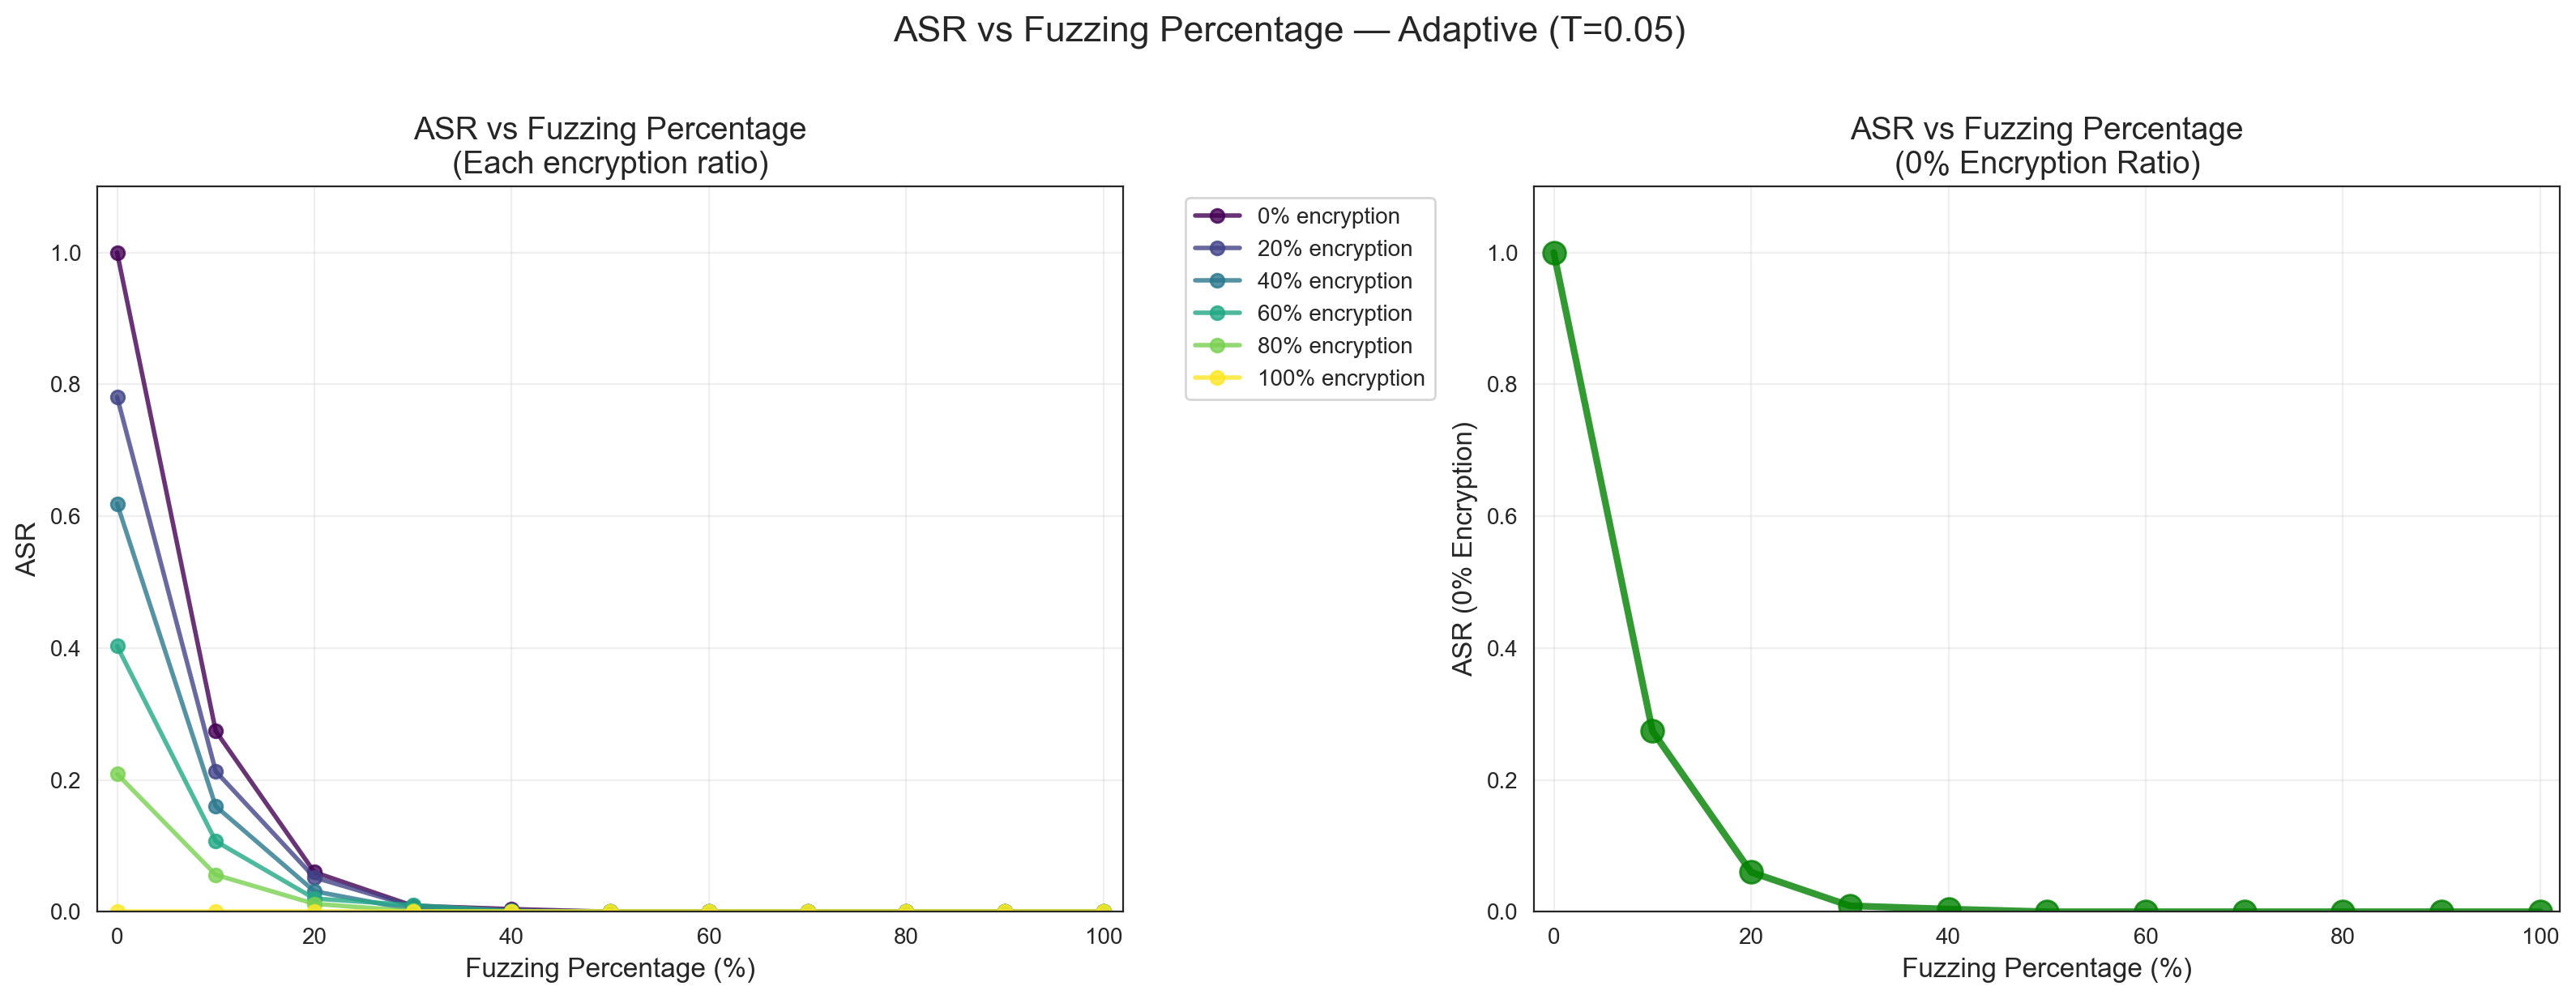 ASR vs Fuzzing Percentage — Adaptive (T=0.05)
ASR vs Fuzzing Percentage
(Each encryption ratio)
ASR
1.0
0.8
0.6
0.4
0.2
0.0
0 20 40 60 80 100
Fuzzing Percentage (%)
0% encryption
20% encryption
40% encryption
60% encryption
80% encryption
100% encryption
ASR vs Fuzzing Percentage
(0% Encryption Ratio)
ASR (0% Encryption)
1.0
0.8
0.6
0.4
0.2
0.0
0 20 40 60 80 100
Fuzzing Percentage (%)